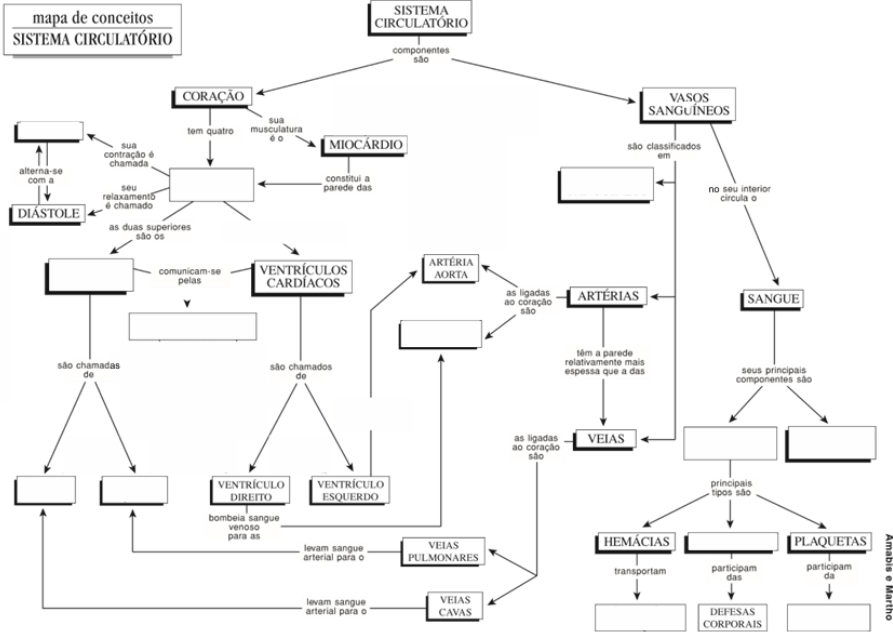 mapa de conceitos
SISTEMA CIRCULATÓRIO
SISTEMA
CIRCULATÓRIO
componentes
são
CORAÇÃO
VASOS
SANGUÍNEOS
tem quatro
sua
musculatura
é o
MIOCÁRDIO
constitui a
parede das
sua
contração é
chamada
alterna-se
com a
seu
relaxamento
é chamado
DIÁSTOLE
as duas superiores
são os
comunicam-se
pelas
VENTRÍCULOS
CARDÍACOS
são chamadas
de
são chamados
de
VENTRÍCULO
DIREITO
VENTRÍCULO
ESQUERDO
bombeia sangue
venoso
para as
são classificados
em
no seu interior
circula o
ARTÉRIA
AORTA
as ligadas
ao coração
são
ARTÉRIAS
SANGUE
têm a parede
relativamente mais
espessa que a das
seus principais
componentes são
as ligadas
ao coração
são
VEIAS
principais
tipos são
HEMÁCIAS
PLAQUETAS
transportam
participam
das
participam
da
DEFESAS
CORPORAIS
levam sangue
arterial para o
VEIAS
PULMONARES
levam sangue
arterial para o
VEIAS
CAVAS
Amabis e Martho